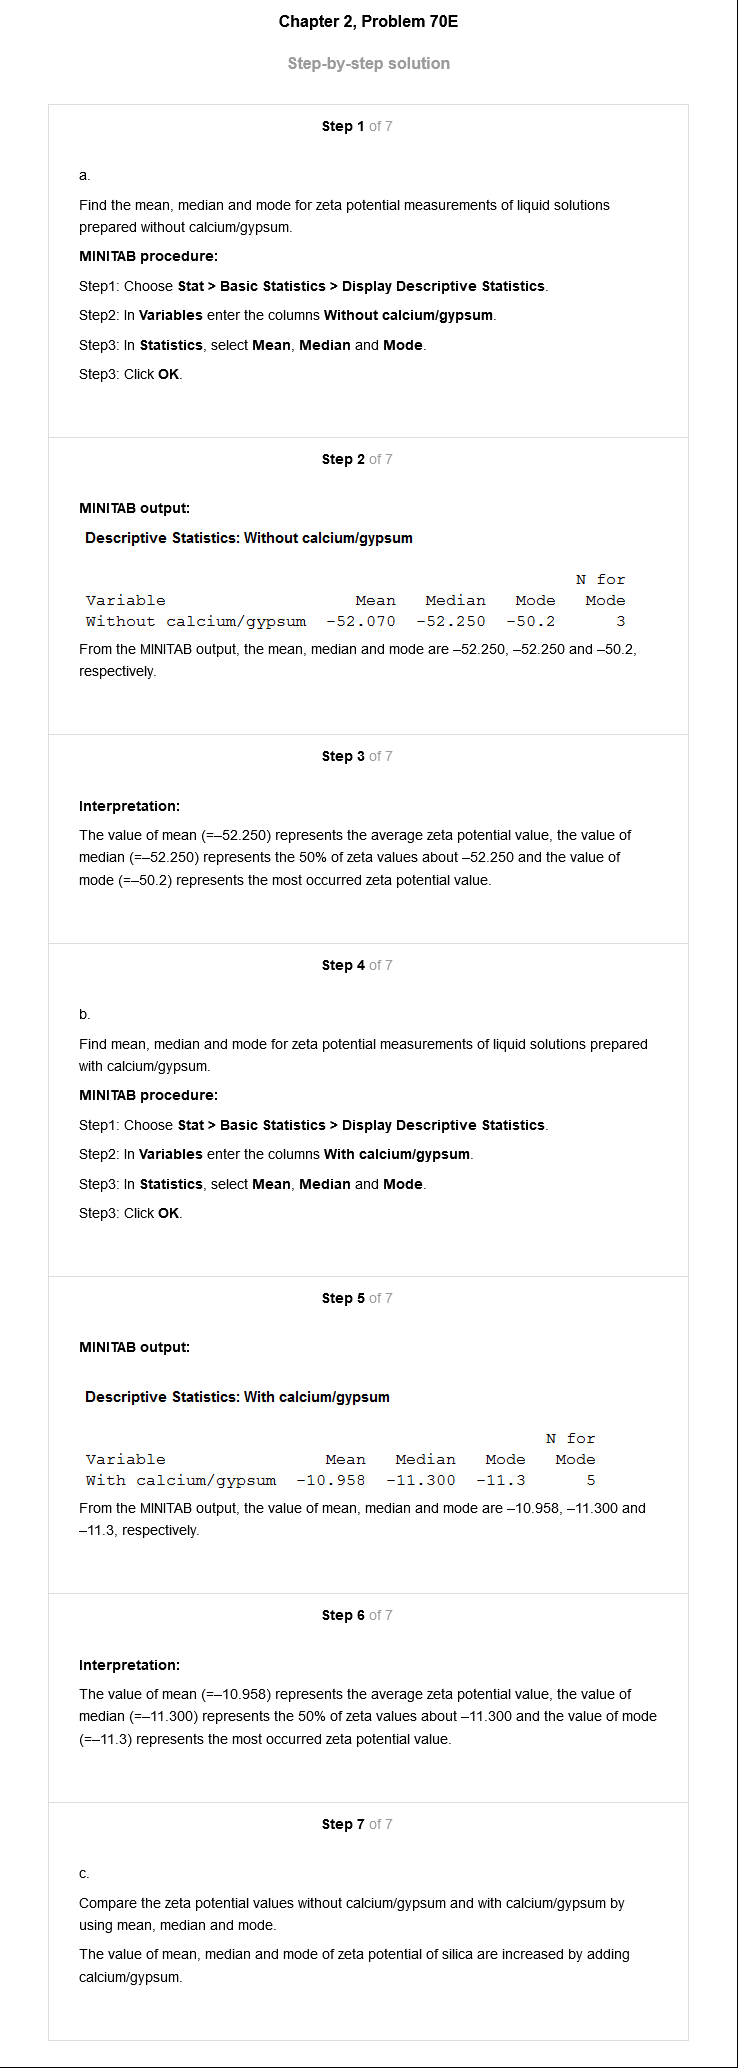 Chapter 2, Problem 70E
Step-by-step solution
Step 1 of 7
a.
Find the mean, median and mode for zeta potential measurements of liquid solutions
prepared without calcium/gypsum.
MINITAB procedure:
Step1: Choose Stat > Basic Statistics > Display Descriptive Statistics.
Step2: In Variables enter the columns Without calcium/gypsum.
Step3: In Statistics, select Mean, Median and Mode.
Step3: Click OK.
Step 2 of 7
MINITAB output:
Descriptive Statistics: Without calcium/gypsum
N for
Variable Mean Median Mode Mode
Without calcium/gypsum -52.070 -52.250 -50.2 3
From the MINITAB output, the mean, median and mode are –52.250, –52.250 and –50.2,
respectively.
Step 3 of 7
Interpretation:
The value of mean (=–52.250) represents the average zeta potential value, the value of
median (=–52.250) represents the 50% of zeta values about –52.250 and the value of
mode (=–50.2) represents the most occurred zeta potential value.
Step 4 of 7
b.
Find mean, median and mode for zeta potential measurements of liquid solutions prepared
with calcium/gypsum.
MINITAB procedure:
Step1: Choose Stat > Basic Statistics > Display Descriptive Statistics.
Step2: In Variables enter the columns With calcium/gypsum.
Step3: In Statistics, select Mean, Median and Mode.
Step3: Click OK.
Step 5 of 7
MINITAB output:
Descriptive Statistics: With calcium/gypsum
N for
Variable Mean Median Mode Mode
With calcium/gypsum -10.958 -11.300 -11.3 5
From the MINITAB output, the value of mean, median and mode are –10.958, –11.300 and
–11.3, respectively.
Step 6 of 7
Interpretation:
The value of mean (=–10.958) represents the average zeta potential value, the value of
median (=–11.300) represents the 50% of zeta values about –11.300 and the value of mode
(=–11.3) represents the most occurred zeta potential value.
Step 7 of 7
c.
Compare the zeta potential values without calcium/gypsum and with calcium/gypsum by
using mean, median and mode.
The value of mean, median and mode of zeta potential of silica are increased by adding
calcium/gypsum.